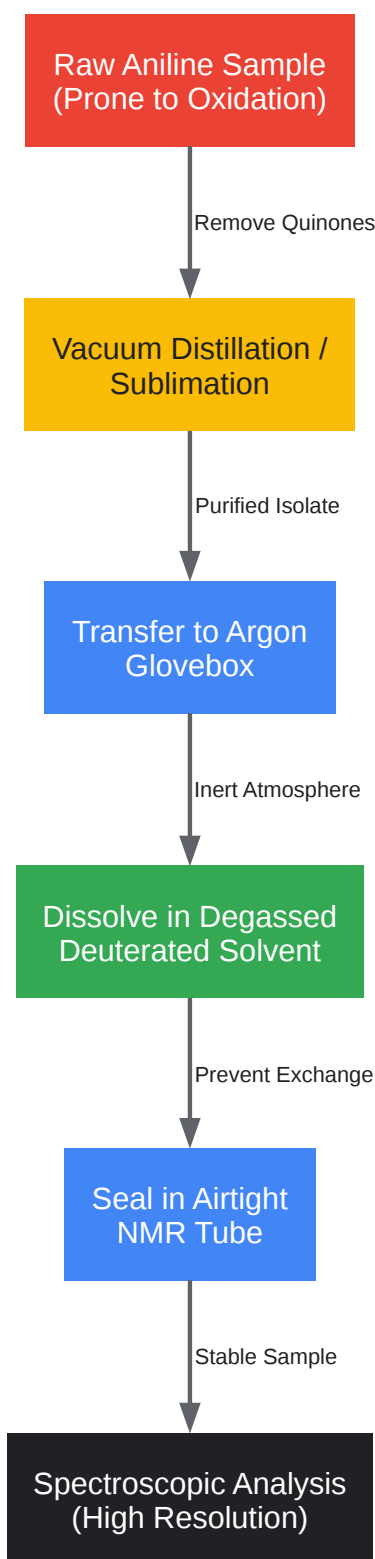 Raw Aniline Sample
(Prone to Oxidation)
Remove Quinones
Vacuum Distillation /
Sublimation
Purified Isolate
Transfer to Argon
Glovebox
Inert Atmosphere
Dissolve in Degassed
Deuterated Solvent
Prevent Exchange
Seal in Airtight
NMR Tube
Stable Sample
Spectroscopic Analysis
(High Resolution)